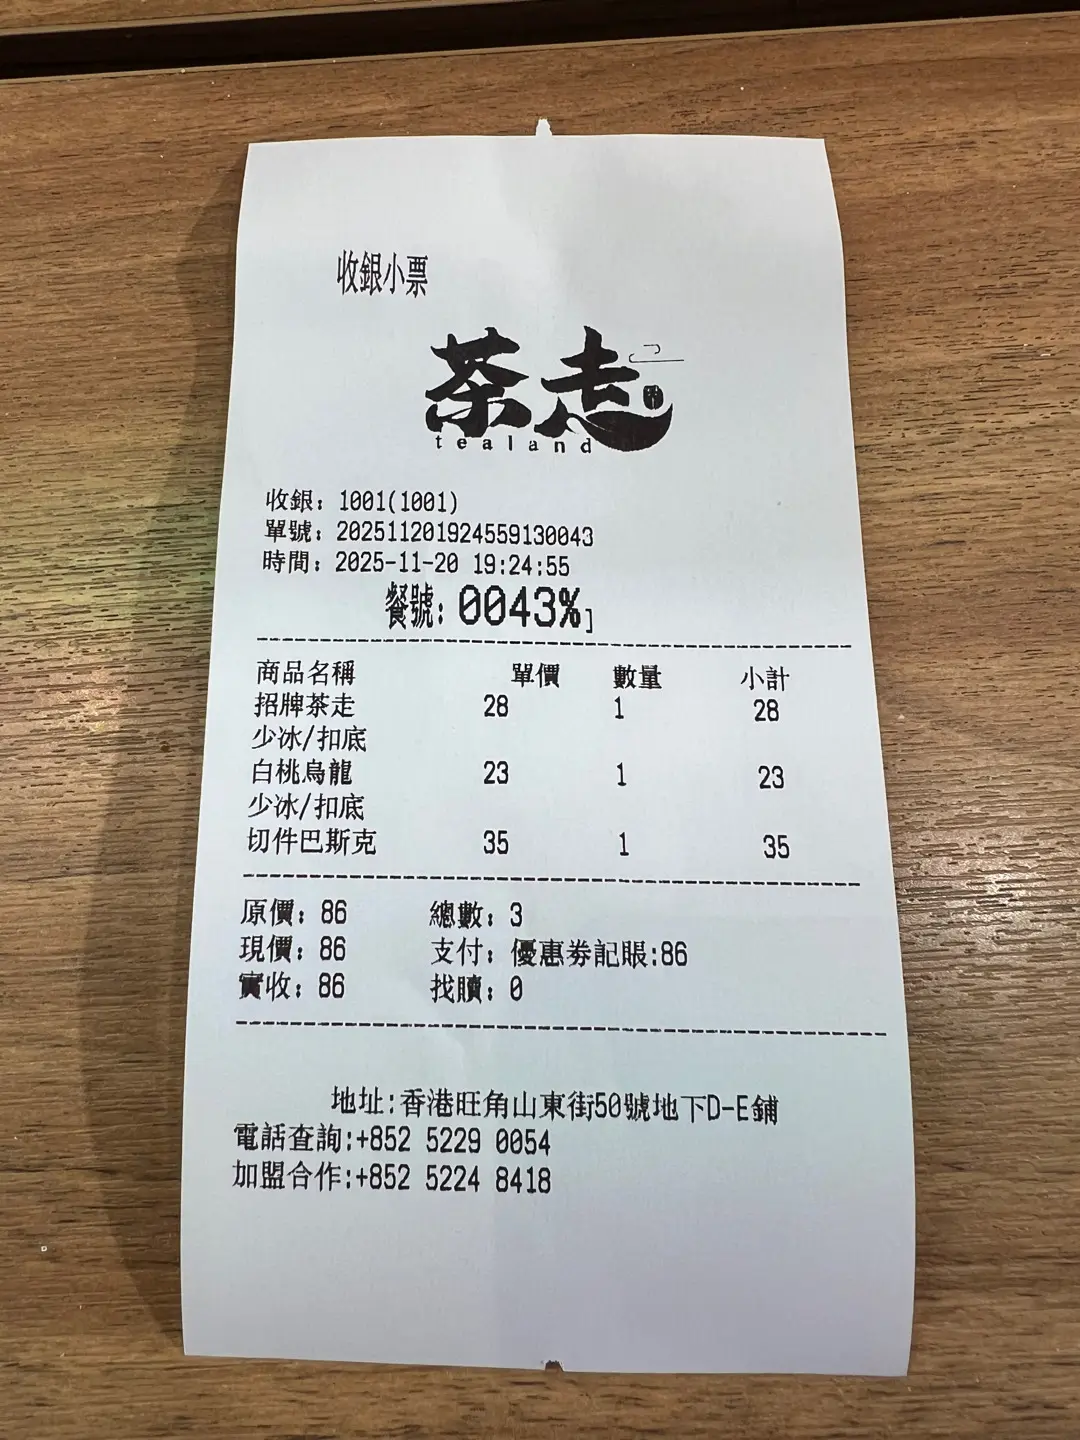 收銀小票
茶走
tealand
收銀: 1001(1001)
單號: 202511201924559130043
時間: 2025-11-20 19:24:55
餐號: 0043%]
商品名稱 單價 數量 小計
招牌茶走 28 1 28
少冰/扣底
白桃烏龍 23 1 23
少冰/扣底
切件巴斯克 35 1 35
原價: 86 總數: 3
現價: 86 支付: 優惠券記賬:86
實收: 86 找贖: 0
地址:香港旺角山東街50號地下D-E鋪
電話查詢:+852 5229 0054
加盟合作:+852 5224 8418